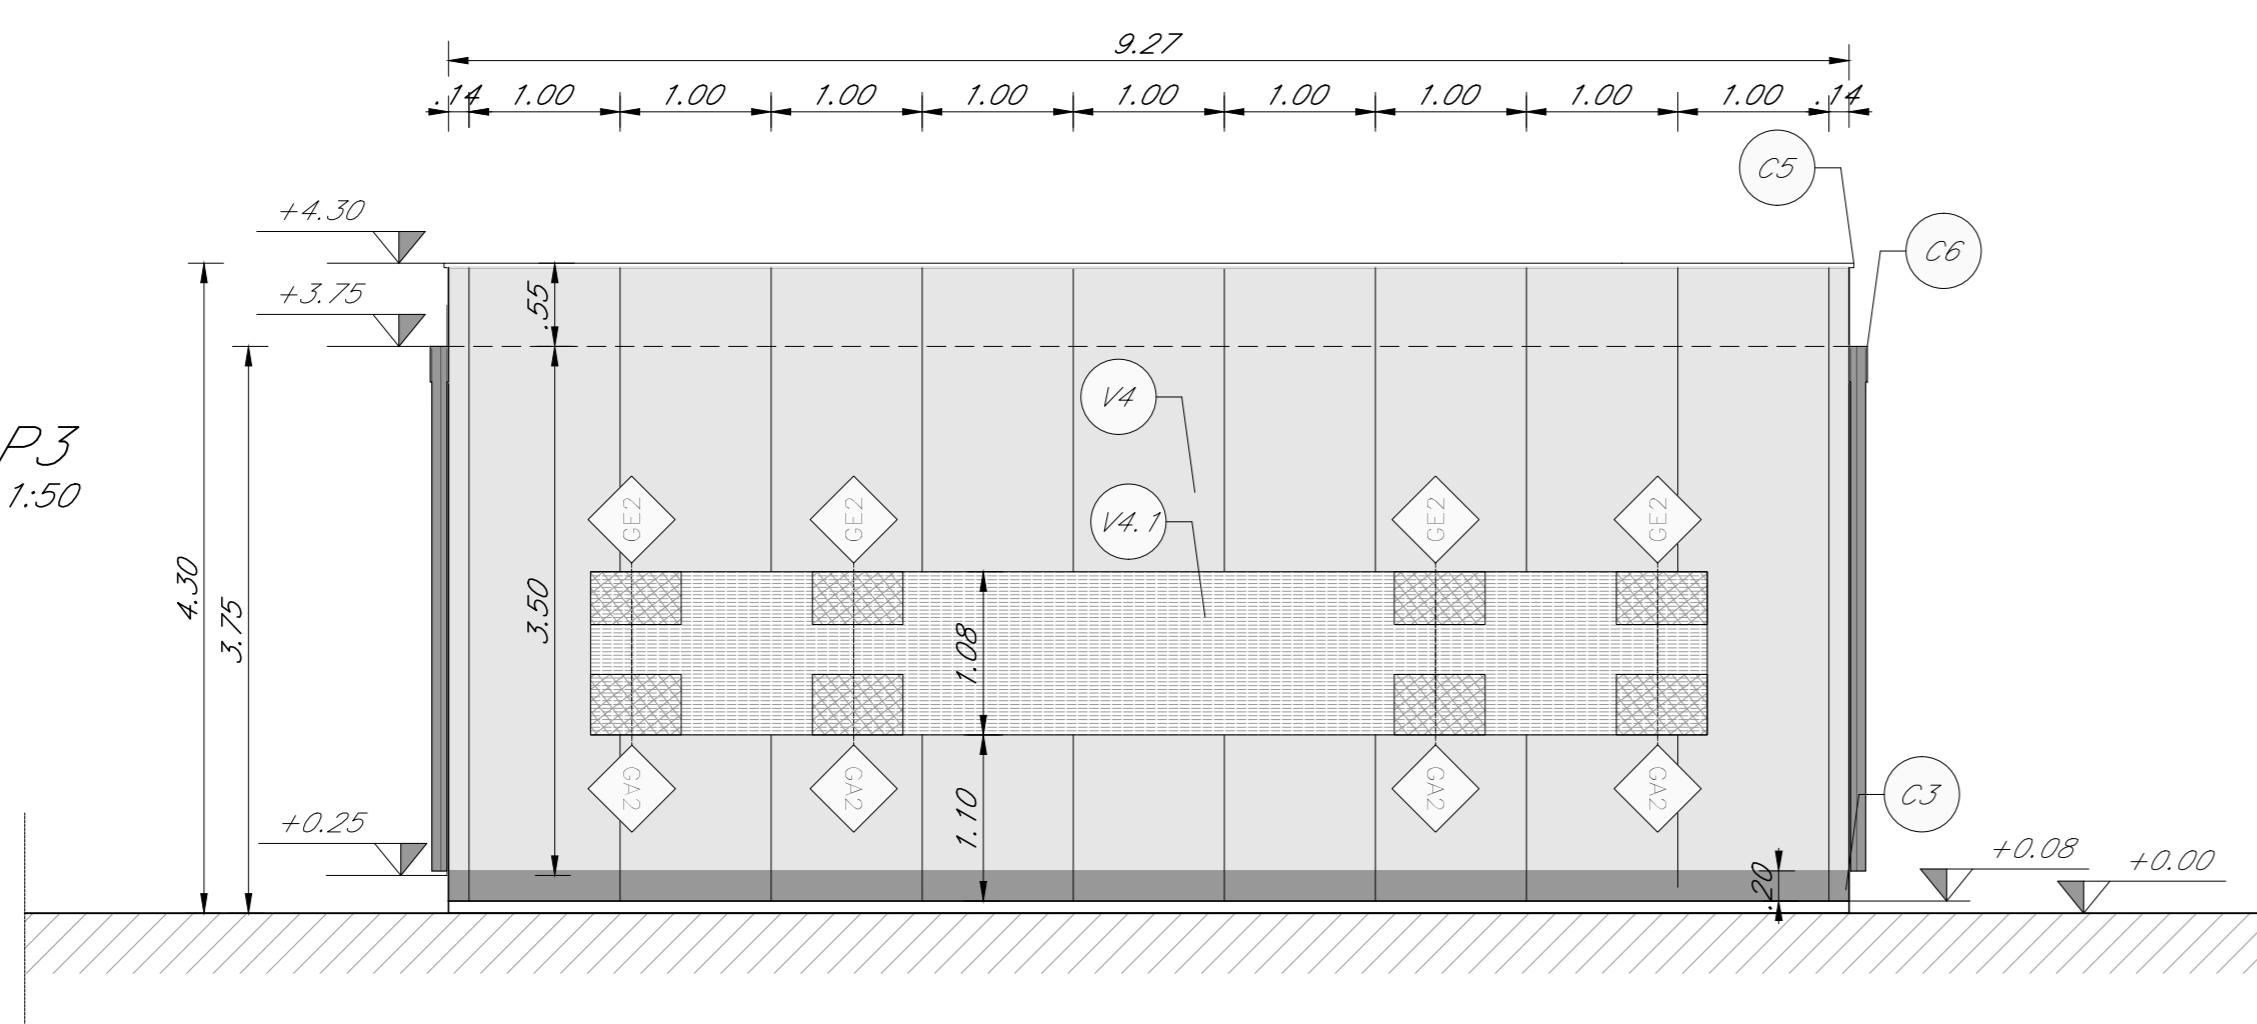 9.27
.14 1.00 1.00 1.00 1.00 1.00 1.00 1.00 1.00 1.00 .14
C5
+4.30
C6
+3.75
.55
V4
P3
1:50
GE2 GE2 GE2 GE2
V4.1
4.30
3.75
3.50
1.08
GA2 GA2 GA2 GA2
C3
1.10
+0.25
.20
+0.08
+0.00